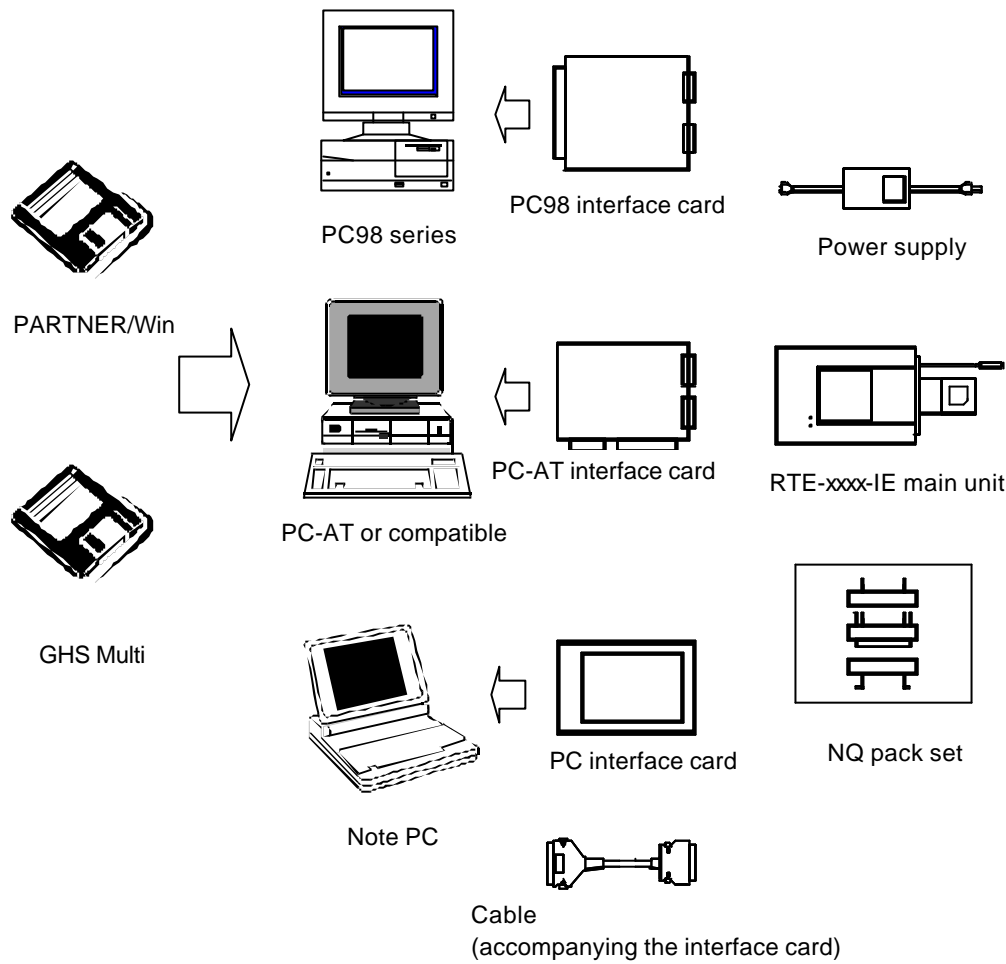 PC98 series
PC98 interface card
Power supply
PARTNER/Win
PC-AT or compatible
PC-AT interface card
RTE-xxxx-IE main unit
GHS Multi
Note PC
PC interface card
NQ pack set
Cable
(accompanying the interface card)